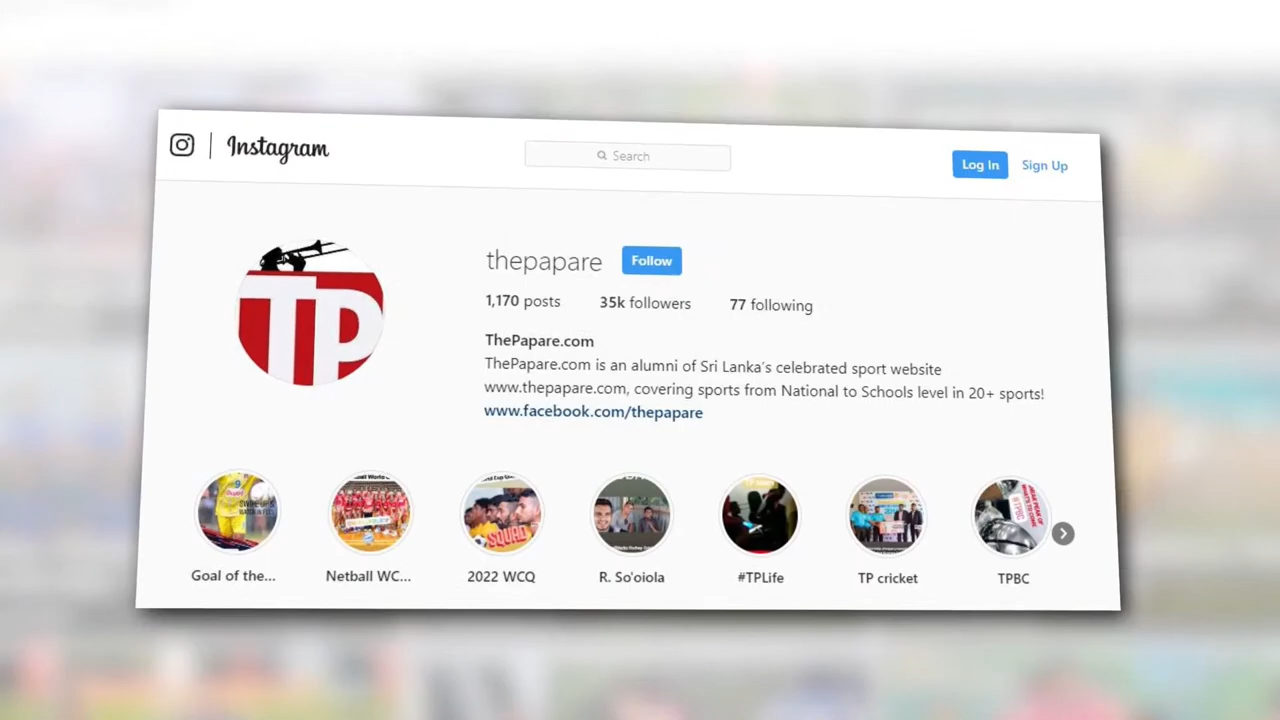 Instagram
Search
Log In
Sign Up
TP
thepapare
Follow
1,170 posts 35k followers 77 following
ThePapare.com
ThePapare.com is an alumni of Sri Lanka's celebrated sport website
www.thepapare.com, covering sports from National to Schools level in 20+ sports!
www.facebook.com/thepapare
9
SQUAD
Goal of the...
Netball WC...
2022 WCQ
R. So'oiola
#TPLife
TP cricket
TPBC